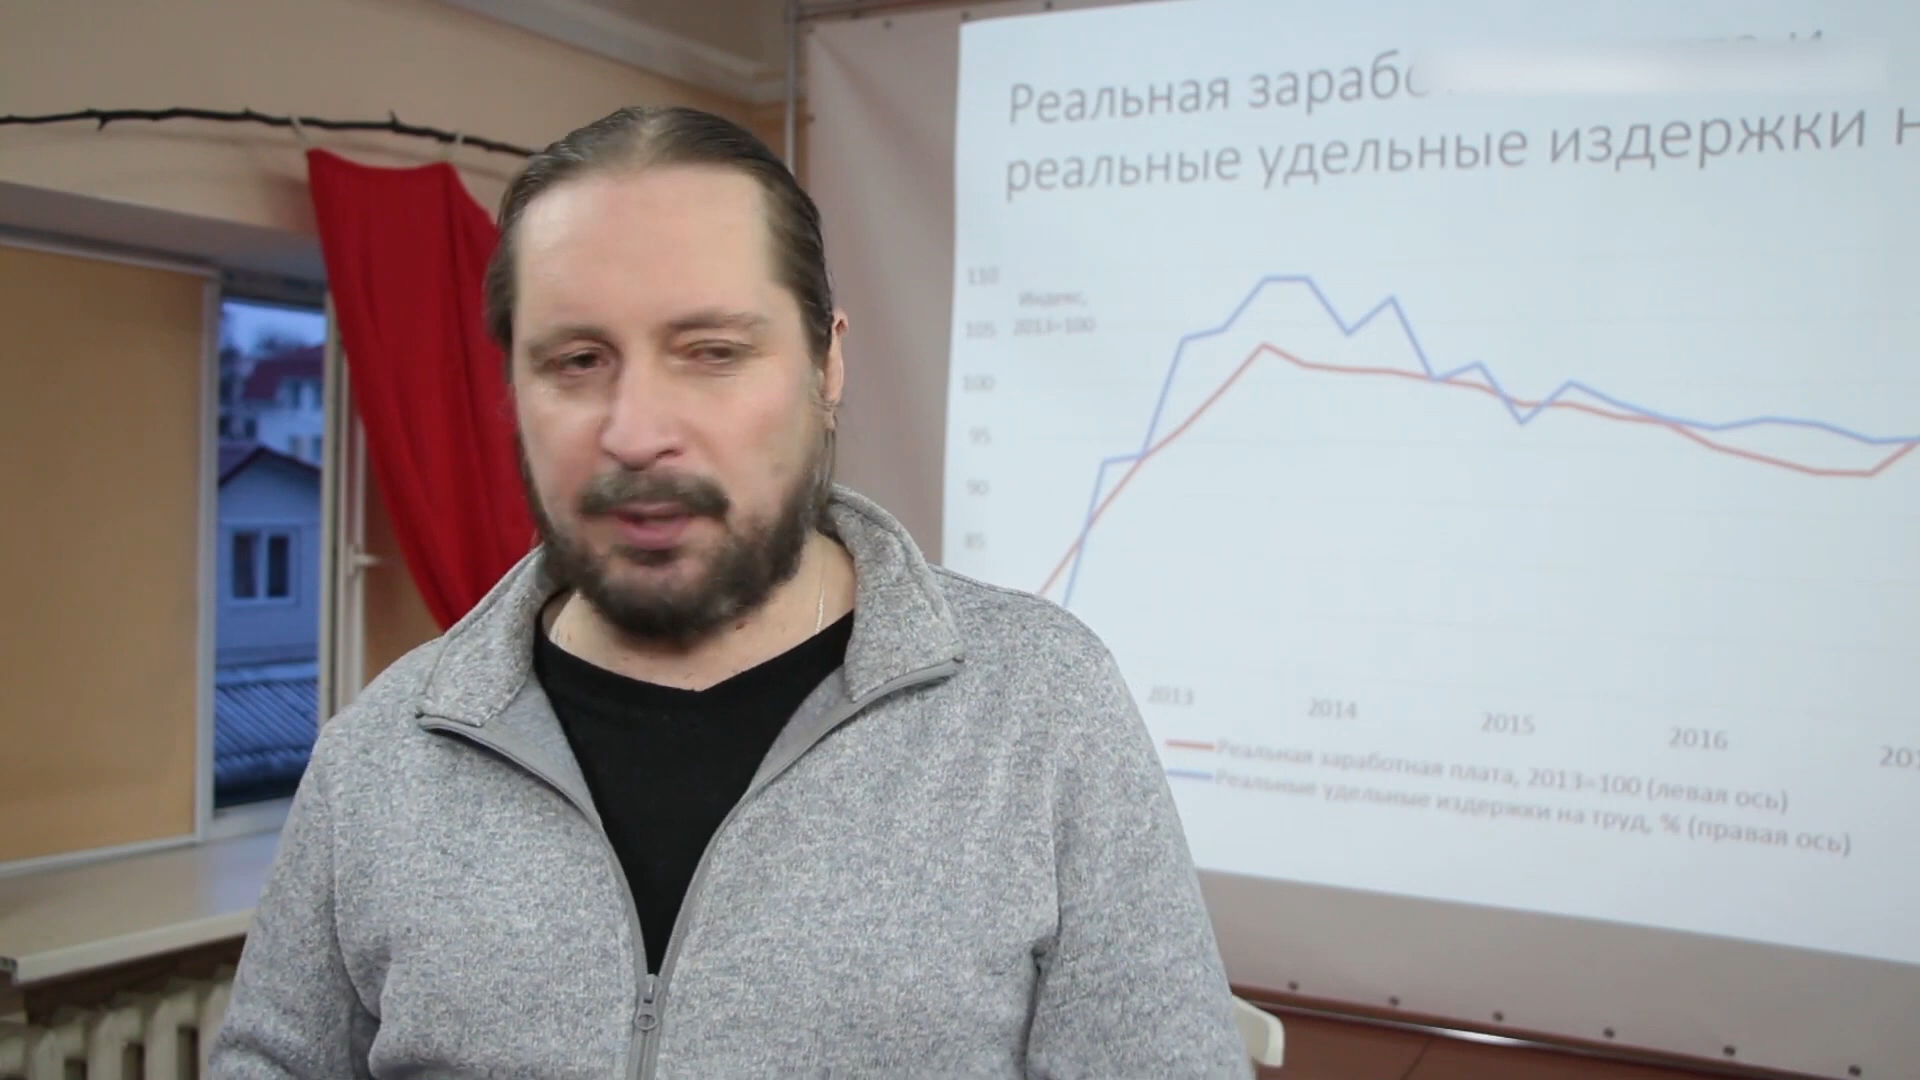 Реальная
реальные удельные издержки
110
Индекс,
2013=100
105
100
95
90
85
2013
2014
2015
2016
Реальная заработная плата, 2013=100 (левая ось)
Реальные удельные издержки на труд, % (правая ось)